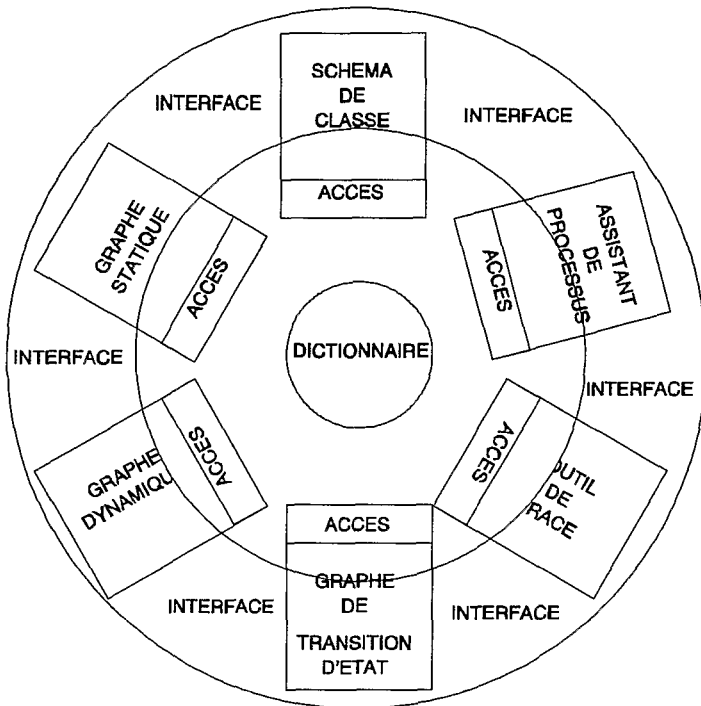 SCHEMA
DE
CLASSE
ACCES
INTERFACE
INTERFACE
GRAPHE
STATIQUE
ACCES
ASSISTANT
DE
PROCESSUS
ACCES
DICTIONNAIRE
INTERFACE
INTERFACE
GRAPHE
DYNAMIQU
ACCES
OUTIL
DE
RACE
ACCES
ACCES
GRAPHE
DE
TRANSITION
D'ETAT
INTERFACE
INTERFACE